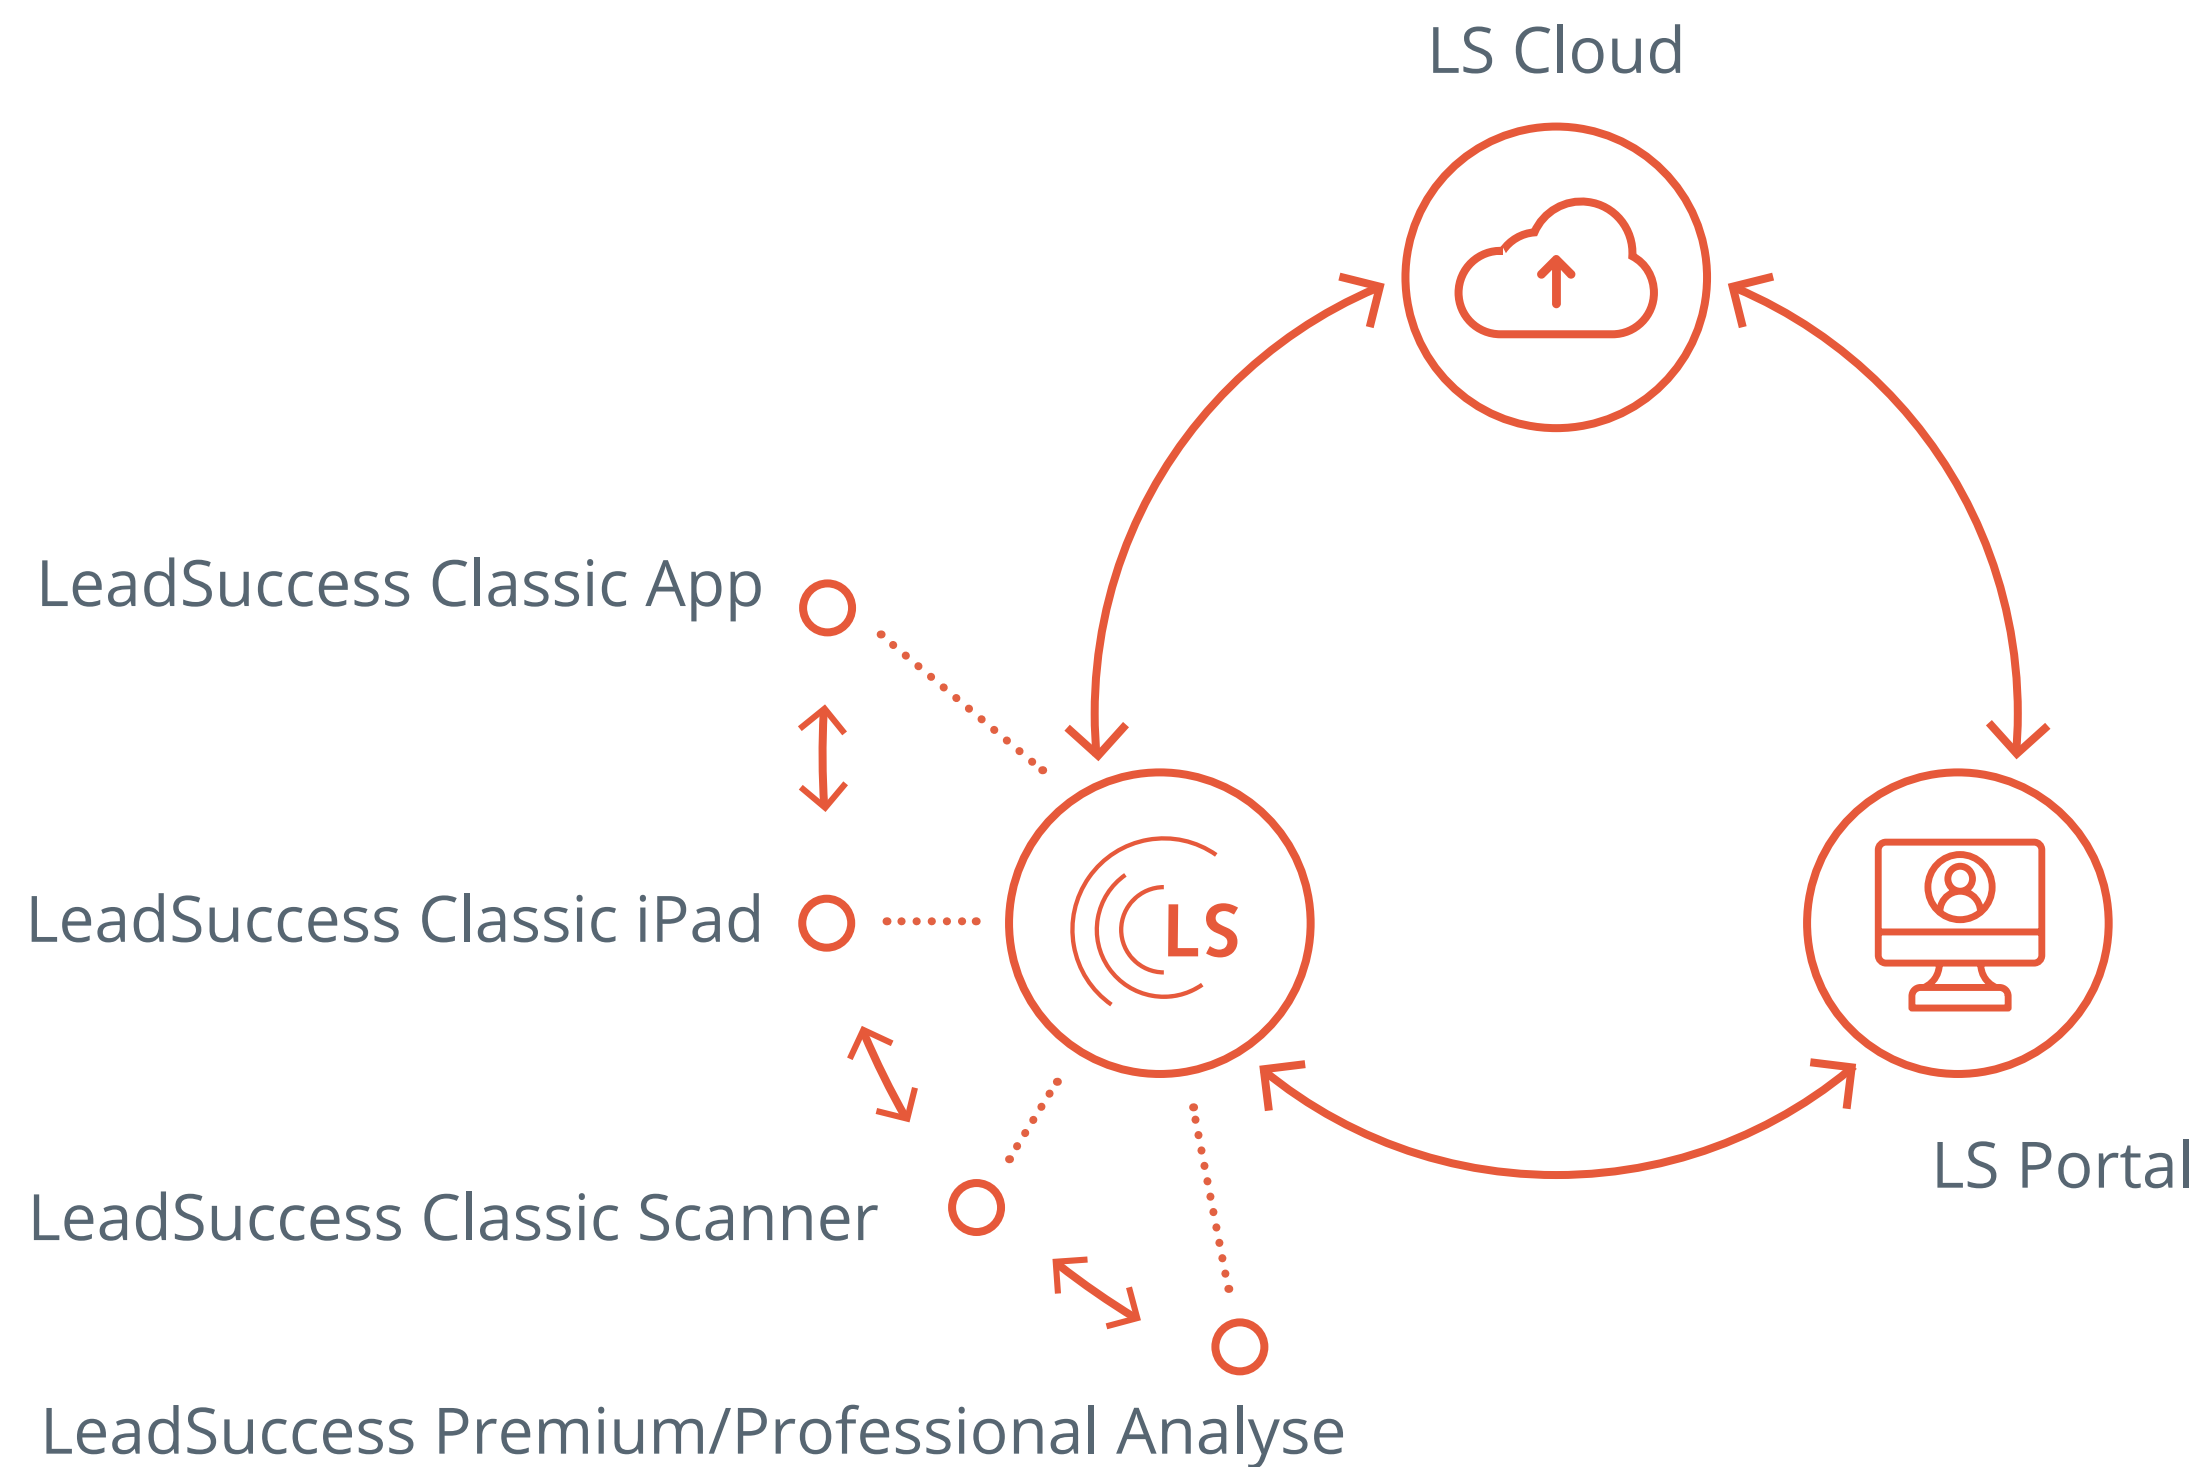 LS Cloud
LeadSuccess Classic App
LeadSuccess Classic iPad
LS
LeadSuccess Classic Scanner
LS Portal
LeadSuccess Premium/Professional Analyse